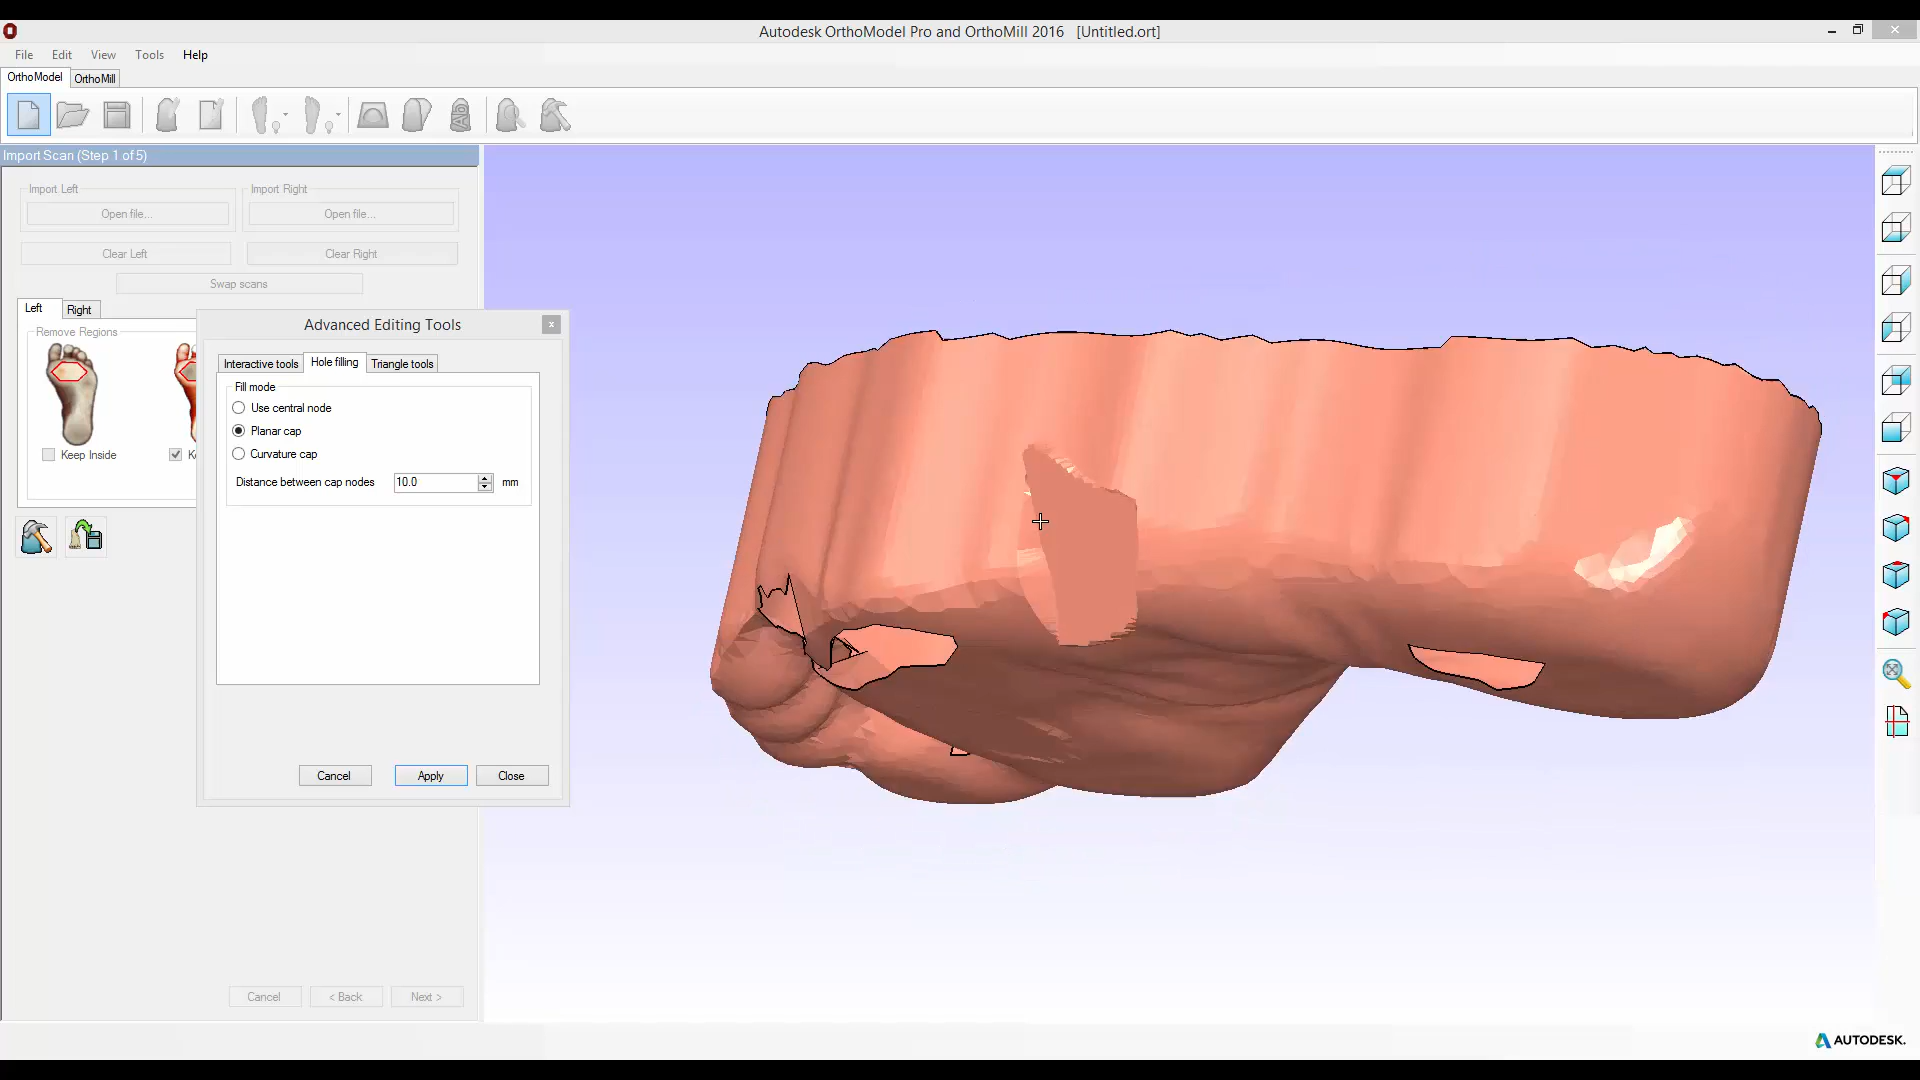 Autodesk OrthoModel Pro and OrthoMill 2016 [Untitled.ort]
File Edit View Tools Help
OrthoModel OrthoMill
Import Scan (Step 1 of 5)
Import Left Import Right
Open file... Open file...
Clear Left Clear Right
Swap scans
Left Right
Remove Regions
Keep Inside
Advanced Editing Tools
Interactive tools Hole filling Triangle tools
Fill mode
Use central node
Planar cap
Curvature cap
Distance between cap nodes 10.0 mm
Cancel Apply Close
Cancel < Back Next >
AUTODESK.